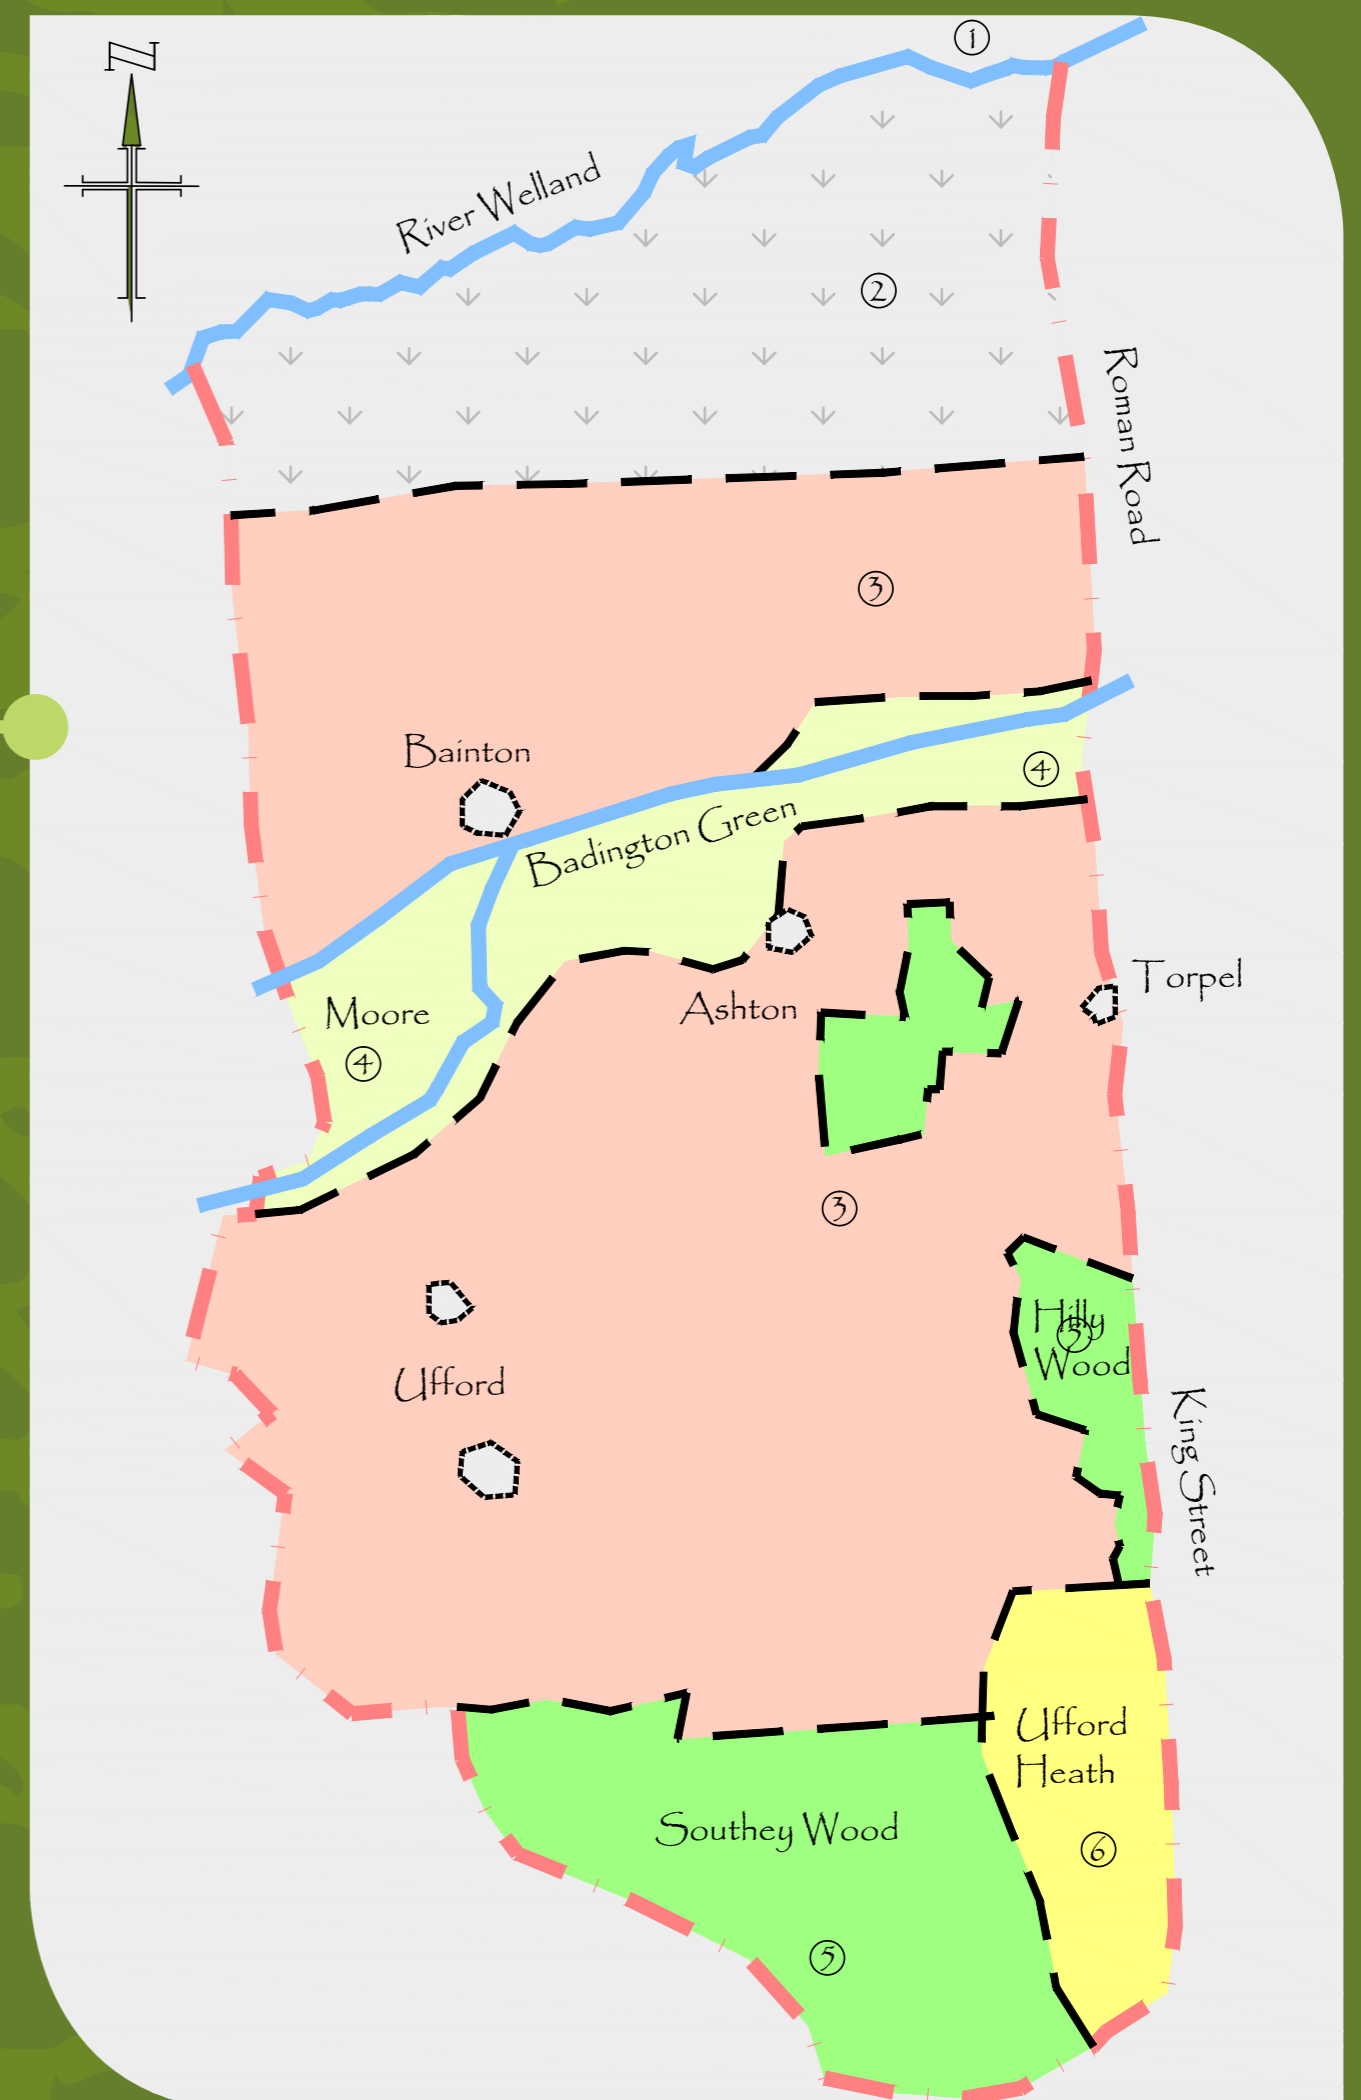 N
1
River Welland
2
Roman Road
3
Bainton
4
Badington Green
Torpel
Moore
Ashton
4
3
Hilly
5
Wood
Ufford
King Street
Ufford
Heath
Southey Wood
6
5